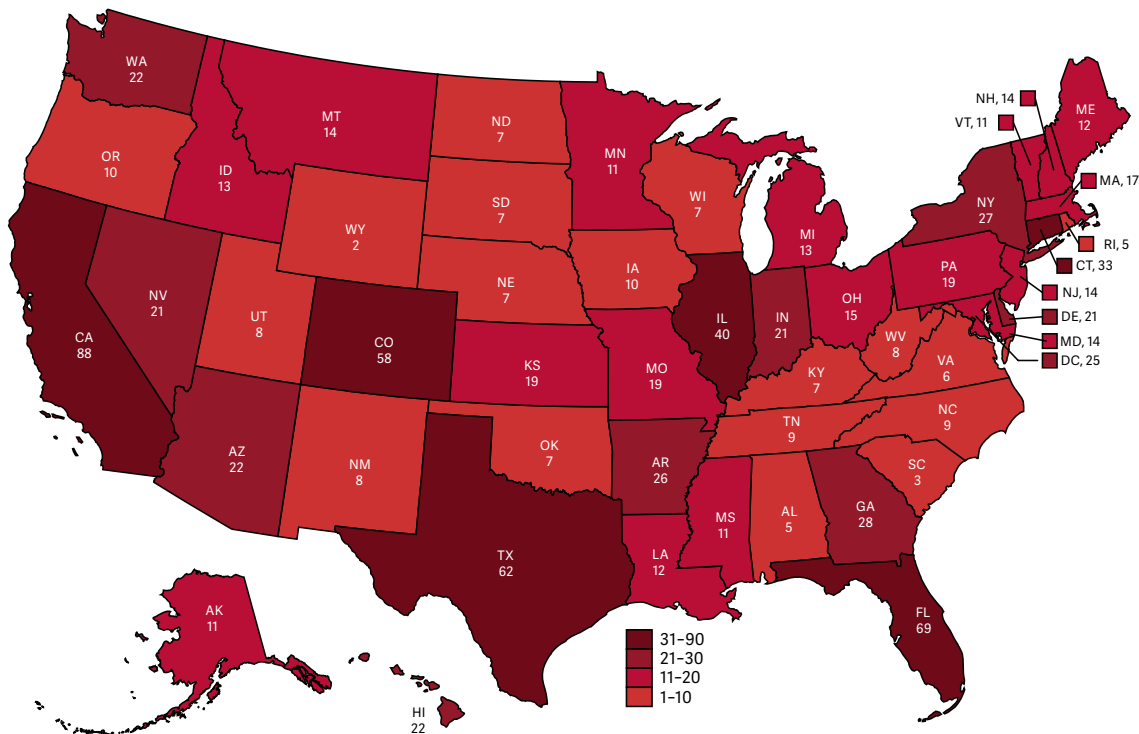 WA
22
OR
10
CA
88
NV
21
ID
13
MT
14
WY
2
UT
8
CO
58
AZ
22
NM
8
ND
7
SD
7
NE
7
KS
19
OK
7
TX
62
MN
11
IA
10
MO
19
AR
26
LA
12
WI
7
IL
40
MI
13
IN
21
OH
15
KY
7
TN
9
MS
11
AL
5
GA
28
FL
69
SC
3
NC
9
VA
6
WV
8
PA
19
NY
27
ME
12
NH, 14
VT, 11
MA, 17
RI, 5
CT, 33
NJ, 14
DE, 21
MD, 14
DC, 25
AK
11
HI
22
31–90
21–30
11–20
1–10